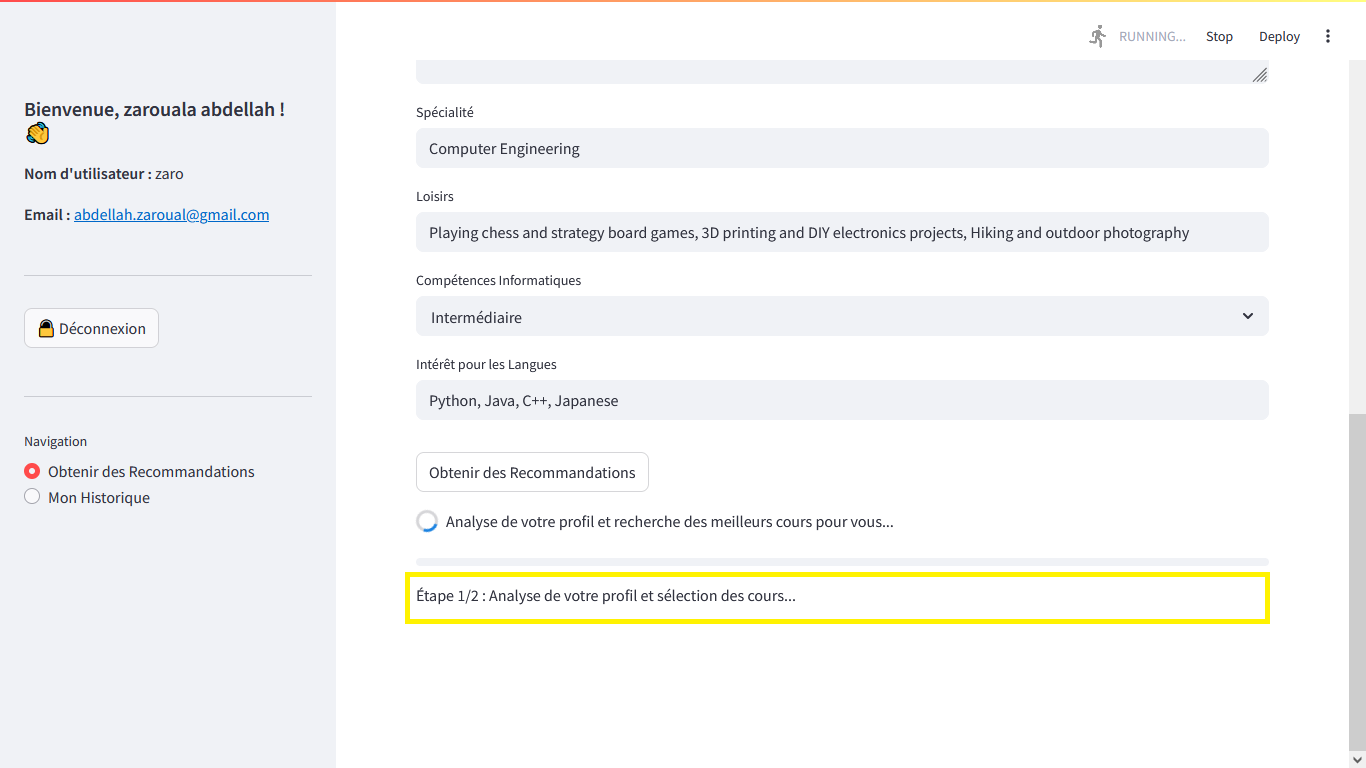 RUNNING...
Stop
Deploy
Bienvenue, zarouala abdellah !
Nom d'utilisateur : zaro
Email : abdellah.zaroual@gmail.com
Déconnexion
Navigation
Obtenir des Recommandations
Mon Historique
Spécialité
Computer Engineering
Loisirs
Playing chess and strategy board games, 3D printing and DIY electronics projects, Hiking and outdoor photography
Compétences Informatiques
Intermédiaire
Intérêt pour les Langues
Python, Java, C++, Japanese
Obtenir des Recommandations
Analyse de votre profil et recherche des meilleurs cours pour vous...
Étape 1/2 : Analyse de votre profil et sélection des cours...